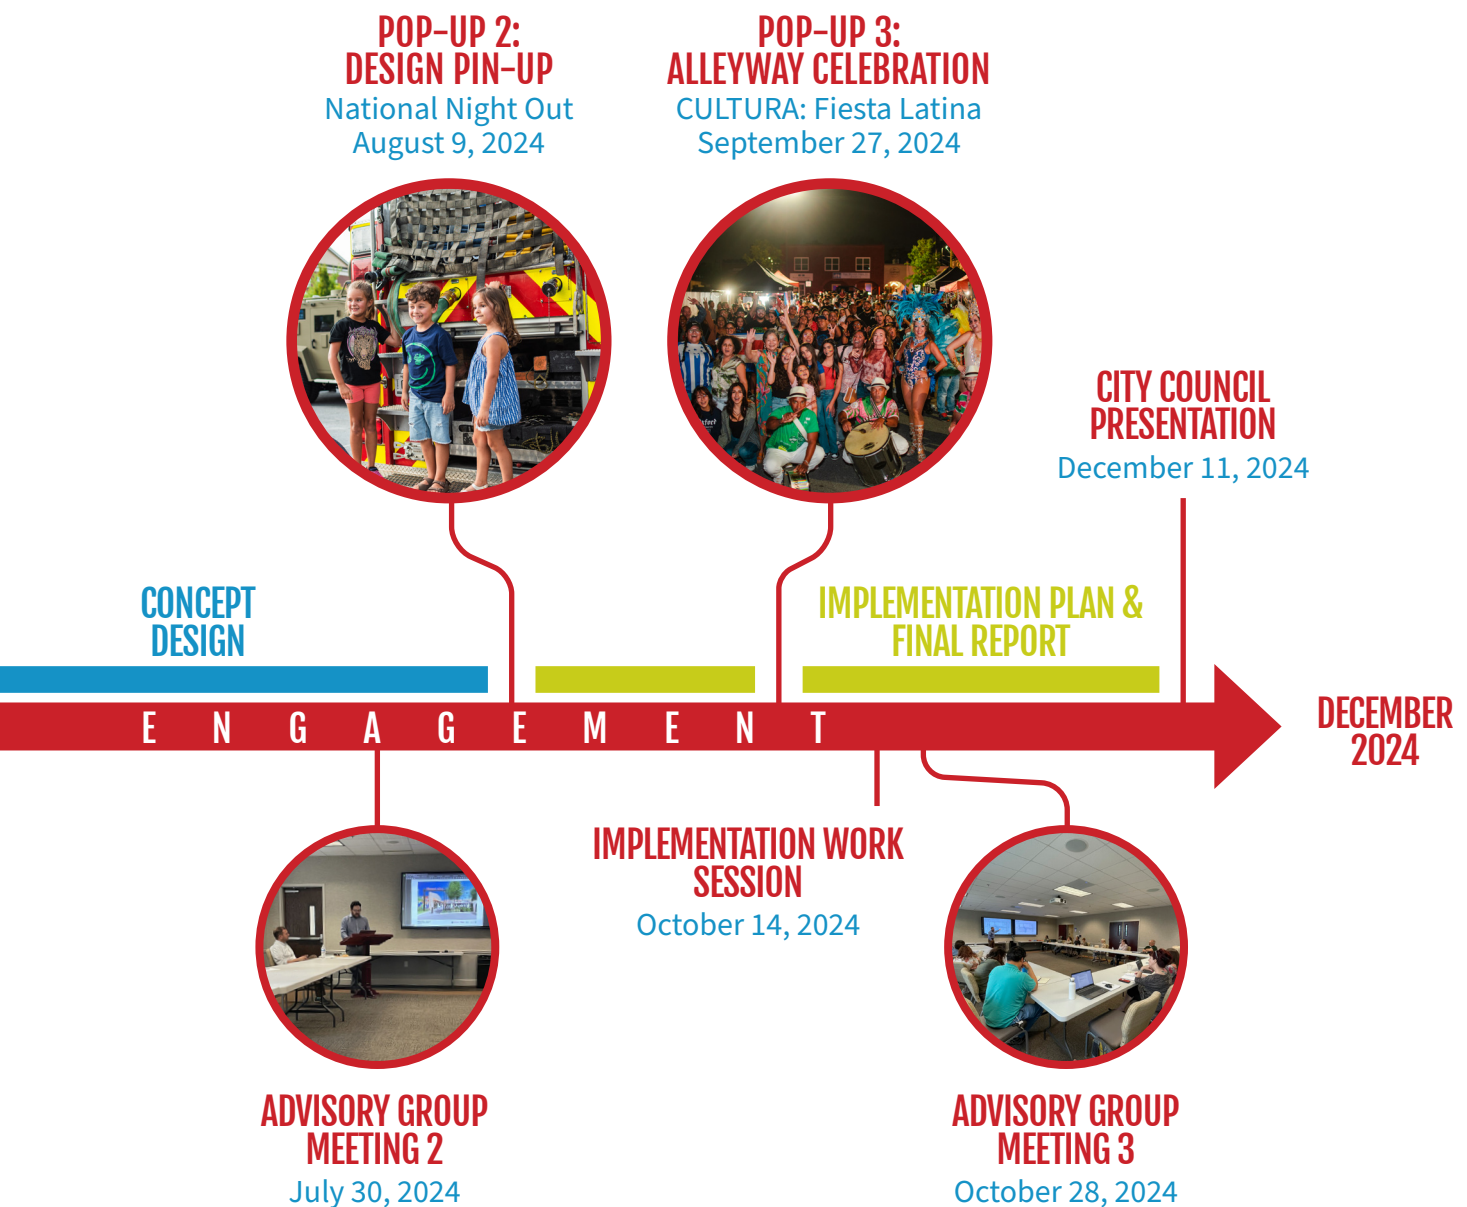 POP-UP 2:
DESIGN PIN-UP
National Night Out
August 9, 2024
POP-UP 3:
ALLEYWAY CELEBRATION
CULTURA: Fiesta Latina
September 27, 2024
CITY COUNCIL
PRESENTATION
December 11, 2024
CONCEPT
DESIGN
IMPLEMENTATION PLAN &
FINAL REPORT
ENGAGEMENT
DECEMBER
2024
IMPLEMENTATION WORK
SESSION
October 14, 2024
ADVISORY GROUP
MEETING 2
July 30, 2024
ADVISORY GROUP
MEETING 3
October 28, 2024